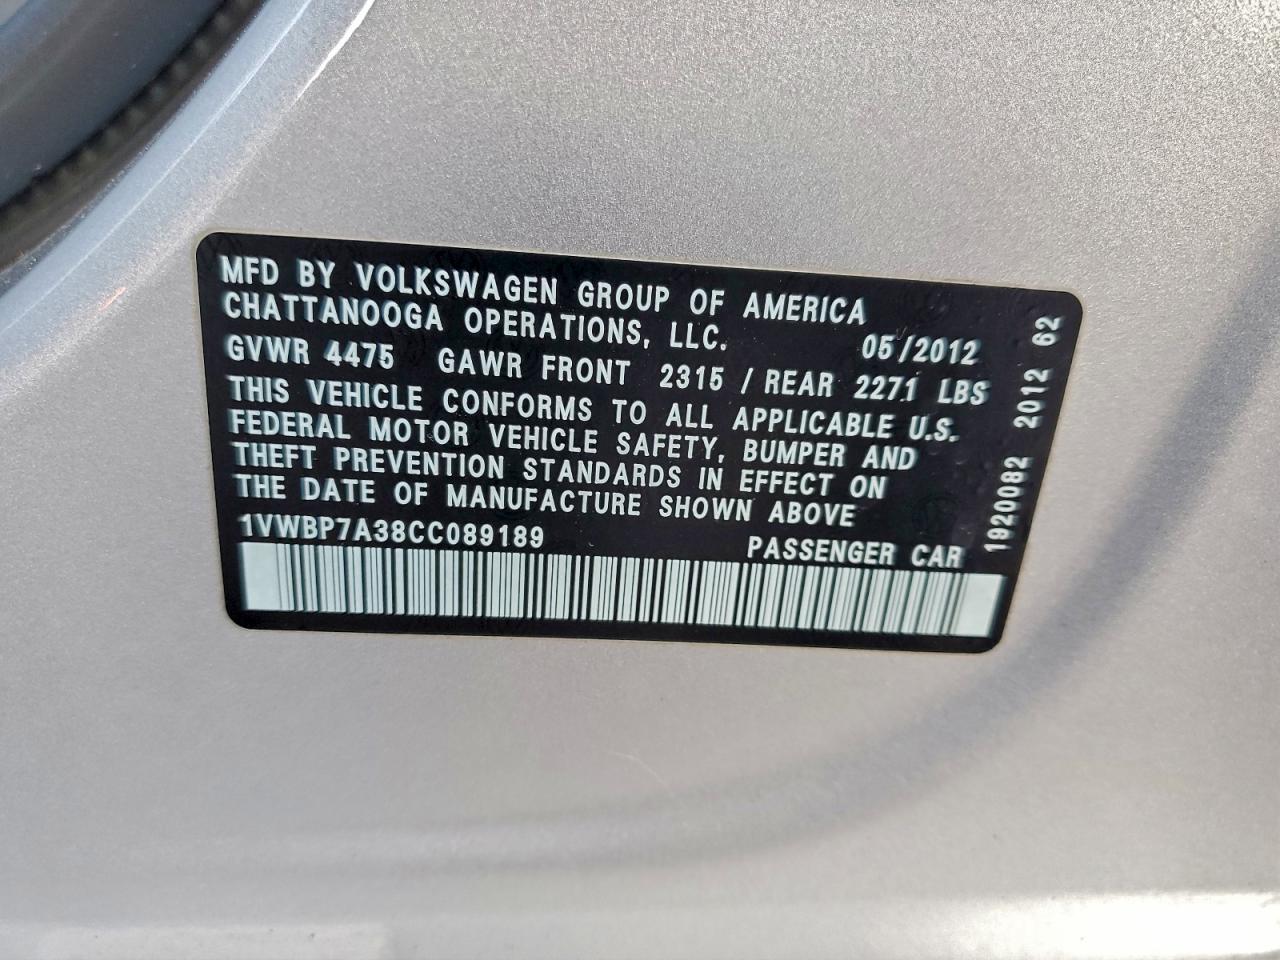 MFD BY VOLKSWAGEN GROUP OF AMERICA
CHATTANOOGA OPERATIONS, LLC.
05/2012
GVWR 4475 GAWR FRONT 2315 / REAR 2271 LBS
THIS VEHICLE CONFORMS TO ALL APPLICABLE U.S.
FEDERAL MOTOR VEHICLE SAFETY, BUMPER AND
THEFT PREVENTION STANDARDS IN EFFECT ON
THE DATE OF MANUFACTURE SHOWN ABOVE
1VWBP7A38CC089189 PASSENGER CAR
1920082 2012 62